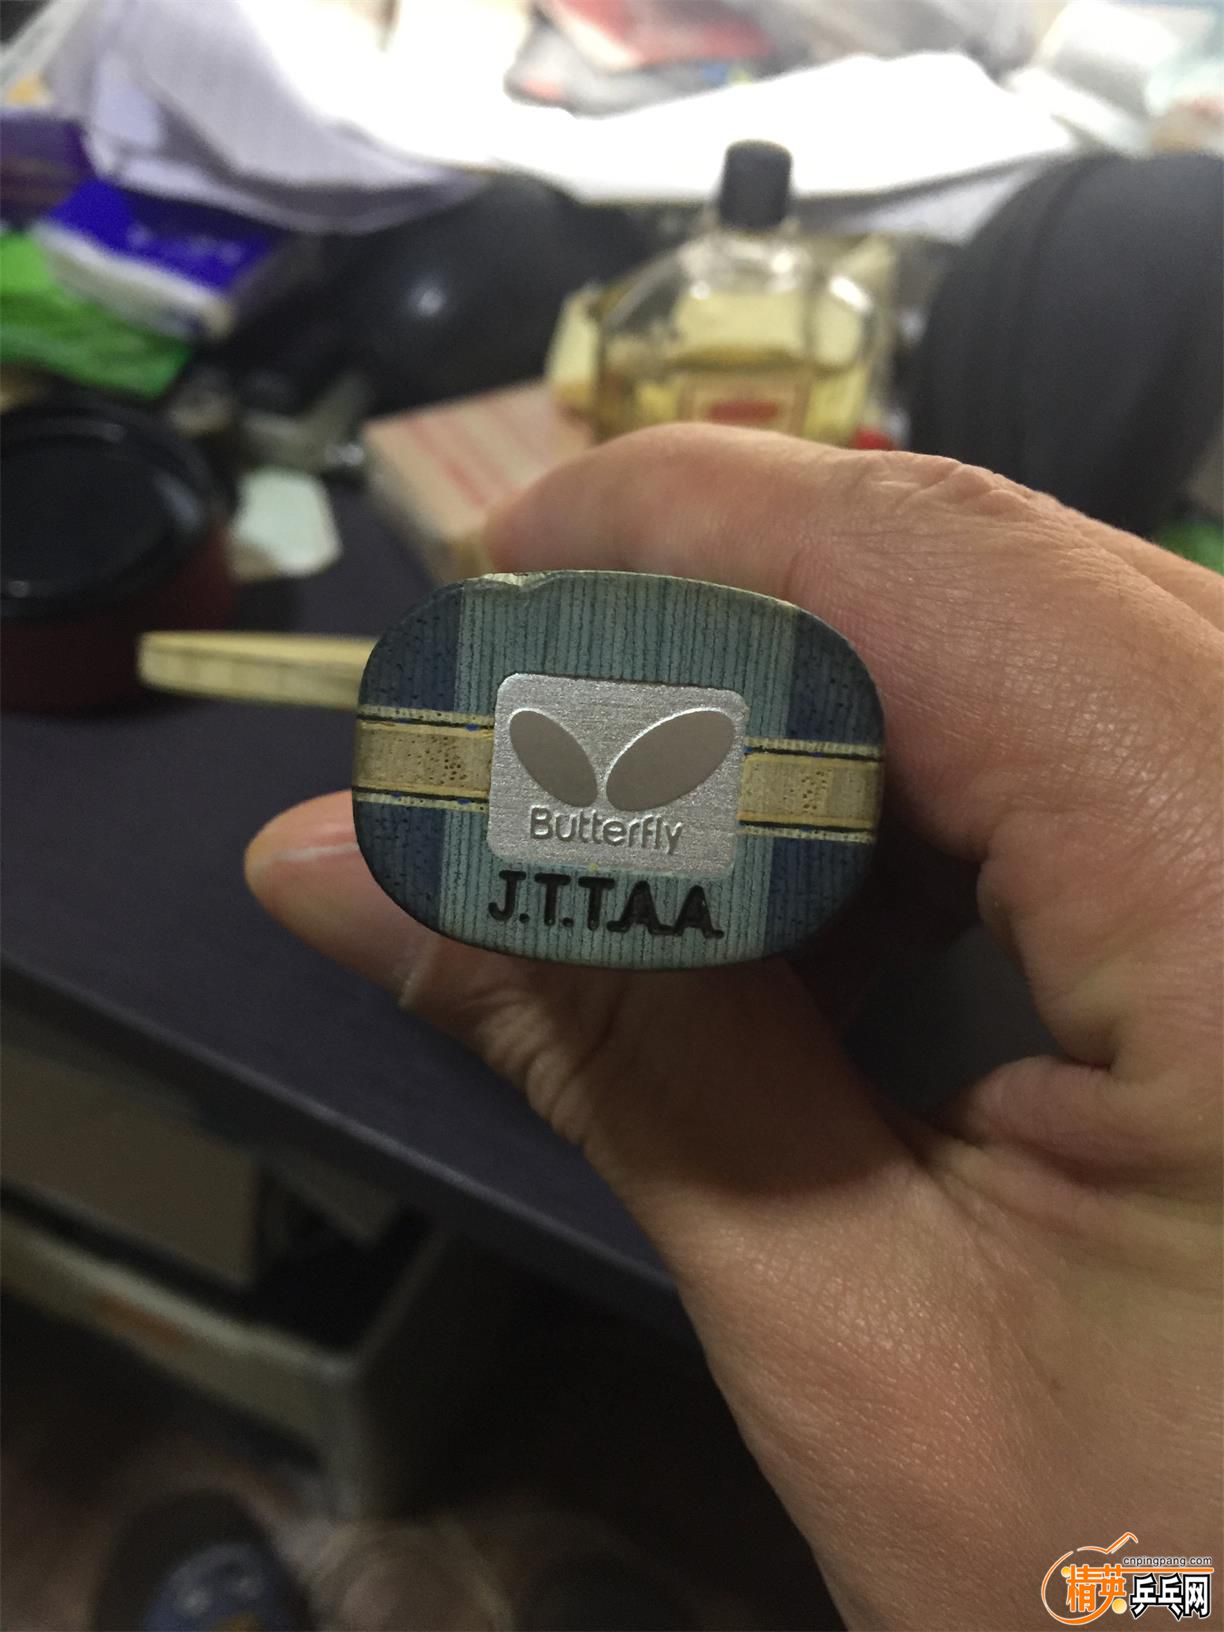 Butterfly
J.T.T.A.A.
cnpingpang.com
精英乒乓网